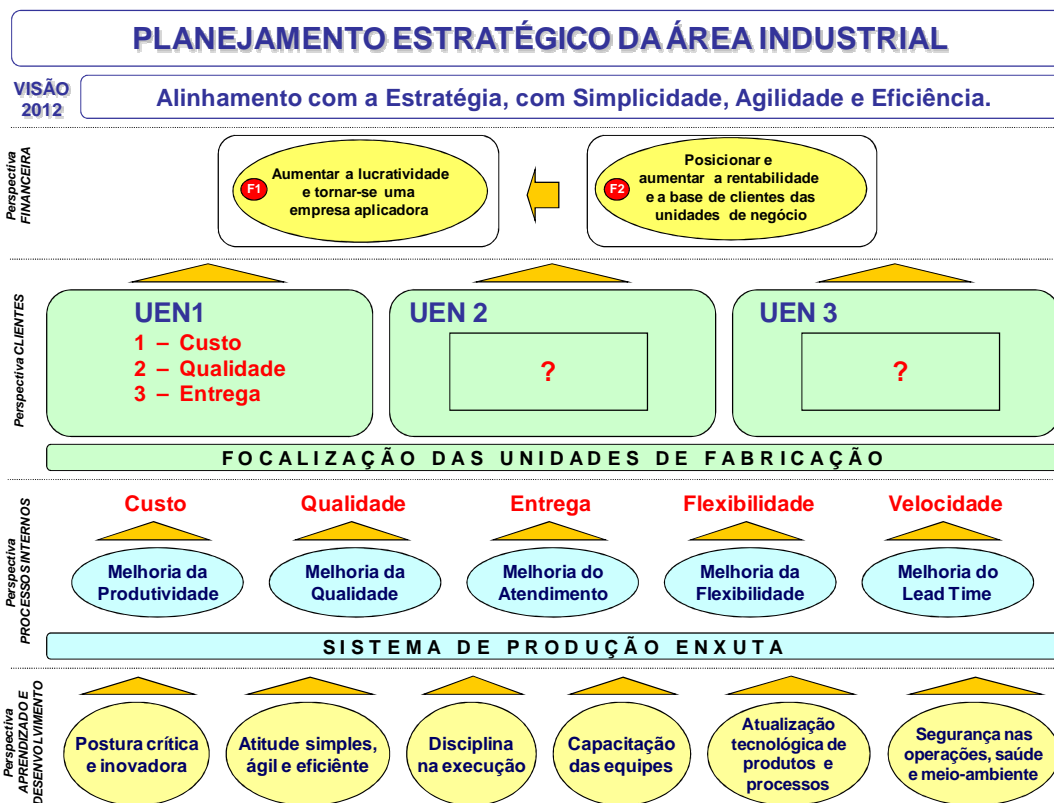 PLANEJAMENTO ESTRATÉGICO DA ÁREA INDUSTRIAL
VISÃO
2012
Alinhamento com a Estratégia, com Simplicidade, Agilidade e Eficiência.
Perspectiva
FINANCEIRA
F1
Aumentar a lucratividade
e tornar-se uma
empresa aplicadora
F2
Posicionar e
aumentar a rentabilidade
e a base de clientes das
unidades de negócio
Perspectiva CLIENTES
UEN1
1 – Custo
2 – Qualidade
3 – Entrega
UEN 2
?
UEN 3
?
FOCALIZAÇÃO DAS UNIDADES DE FABRICAÇÃO
Perspectiva
PROCESSOS INTERNOS
Custo
Qualidade
Entrega
Flexibilidade
Velocidade
Melhoria da
Produtividade
Melhoria da
Qualidade
Melhoria do
Atendimento
Melhoria da
Flexibilidade
Melhoria do
Lead Time
SISTEMA DE PRODUÇÃO ENXUTA
Perspectiva
APRENDIZADO E
DESENVOLVIMENTO
Postura crítica
e inovadora
Atitude simples,
ágil e eficiênte
Disciplina
na execução
Capacitação
das equipes
Atualização
tecnológica de
produtos e
processos
Segurança nas
operações, saúde
e meio-ambiente